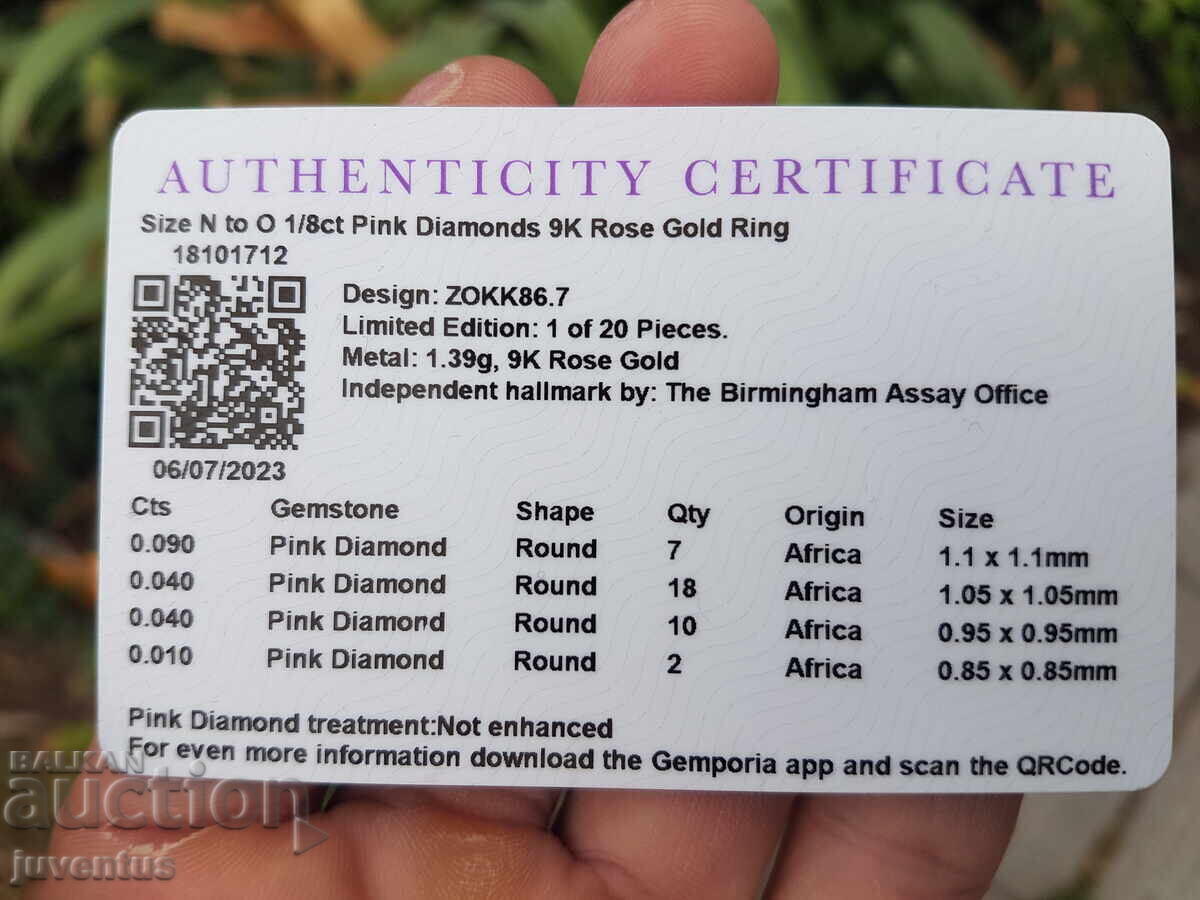 AUTHENTICITY CERTIFICATE
Size N to O 1/8ct Pink Diamonds 9K Rose Gold Ring
18101712
Design: ZOKK86.7
Limited Edition: 1 of 20 Pieces.
Metal: 1.39g, 9K Rose Gold
Independent hallmark by: The Birmingham Assay Office
06/07/2023
Cts Gemstone Shape Qty Origin Size
0.090 Pink Diamond Round 7 Africa 1.1 x 1.1mm
0.040 Pink Diamond Round 18 Africa 1.05 x 1.05mm
0.040 Pink Diamond Round 10 Africa 0.95 x 0.95mm
0.010 Pink Diamond Round 2 Africa 0.85 x 0.85mm
Pink Diamond treatment:Not enhanced
For even more information download the Gemporia app and scan the QRCode.
BALKAN
auction
juventus